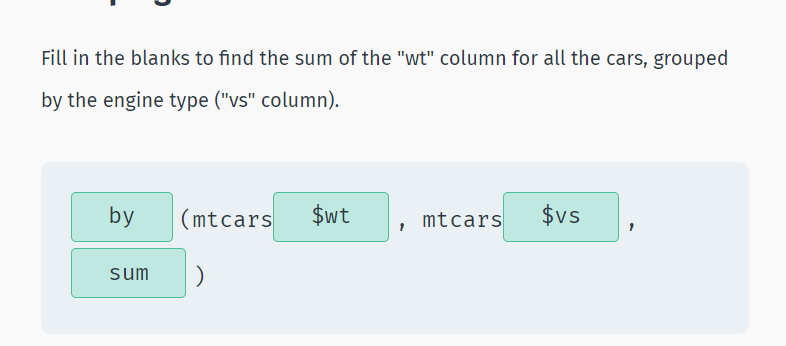 Fill in the blanks to find the sum of the "wt" column for all the cars, grouped
by the engine type ("vs" column).
by (mtcars $wt , mtcars $vs ,
sum )